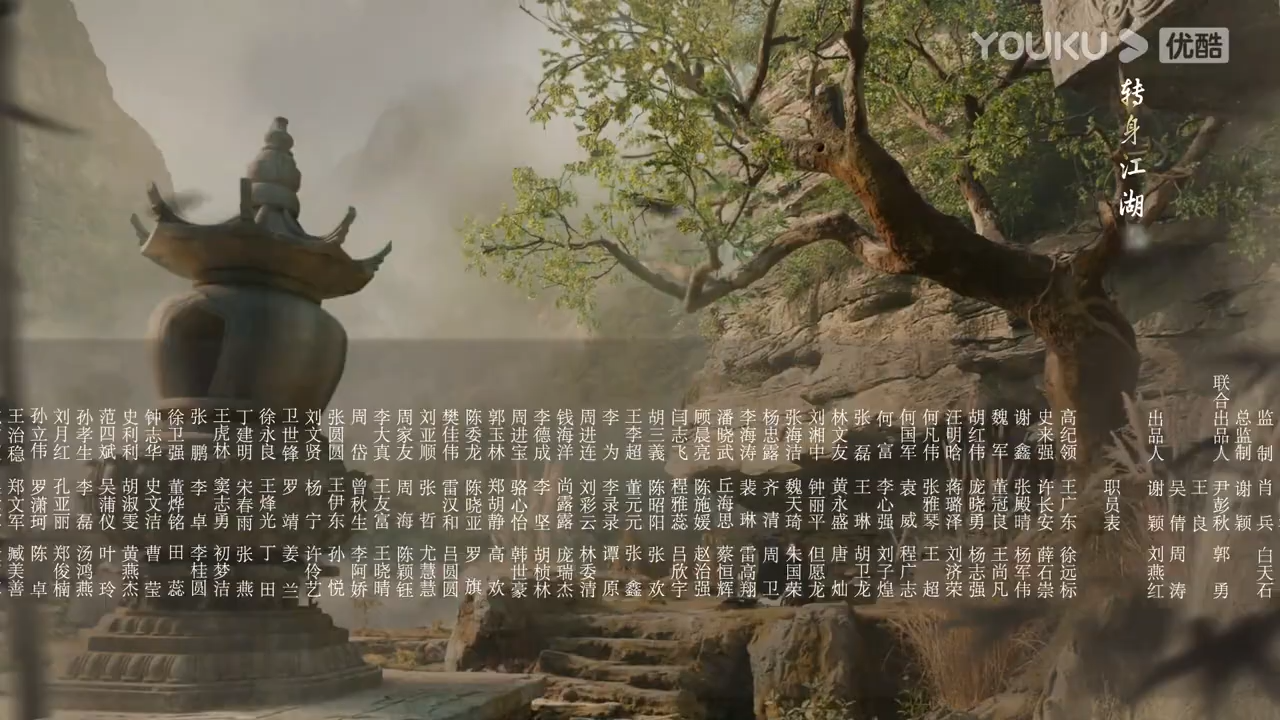 YOUKU 优酷
转身江湖
监制 肖兵 白天石
总监制 谢颖
联合出品人 尹彭秋 郭勇
王良
吴倩 周涛
出品人 谢颖 刘燕红
职员表
高纪领 王广东 徐远标
史来强 许长安 薛石崇
谢鑫 张殿晴 杨军伟
魏军 董冠良 王尚凡
胡红伟 庞晓勇 杨志强
汪明晗 蒋璐泽 刘济荣
何凡伟 张雅琴 王超
何国军 袁威 程广志
何富 李心强 刘子煌
张磊 王琳 胡卫龙
林文友 黄永盛 唐灿
刘湘中 钟丽平 但愿龙
张海洁 魏天琦 朱国荣
杨忠露 齐清 周卫
李海涛 裴琳 雷高翔
潘晓武 丘海思 蔡恒辉
顾晨亮 陈施媛 赵治强
闫志飞 程雅蕊 吕欣宇
胡三義 陈昭阳 张欢
王李超 董元元 张鑫
李为 李录录 谭原
周进连 刘彩云 林委清
钱海洋 尚露露 庞瑞杰
李德成 李坚 胡桢林
周进宝 骆心怡 韩世豪
郭玉林 郑胡静 高欢
陈委龙 陈晓亚 罗旗
樊佳伟 雷汉和 吕圆圆
刘亚顺 张哲 尤慧慧
周家友 周海 陈颖钰
李大真 王友富 王晓晴
周岱 曾秋生 李阿娇
张圆圆 王伊东 孙悦
刘文贤 杨宁 许伶艺
卫世锋 罗靖 姜兰
徐永良 王烽光 丁田
丁建明 宋春雨 张燕
王虎林 窦志勇 初梦洁
张鹏 李卓 李桂圆
徐卫强 董烨铭 田蕊
钟志华 史文洁 曹莹
史利利 胡淑雯 黄燕杰
范四斌 吴蒲仪 叶玲
孙孝生 李磊 汤鸿燕
刘月红 孔亚丽 郑俊楠
孙立伟 罗潇珂 陈卓
王治稳 郑文军 臧美善